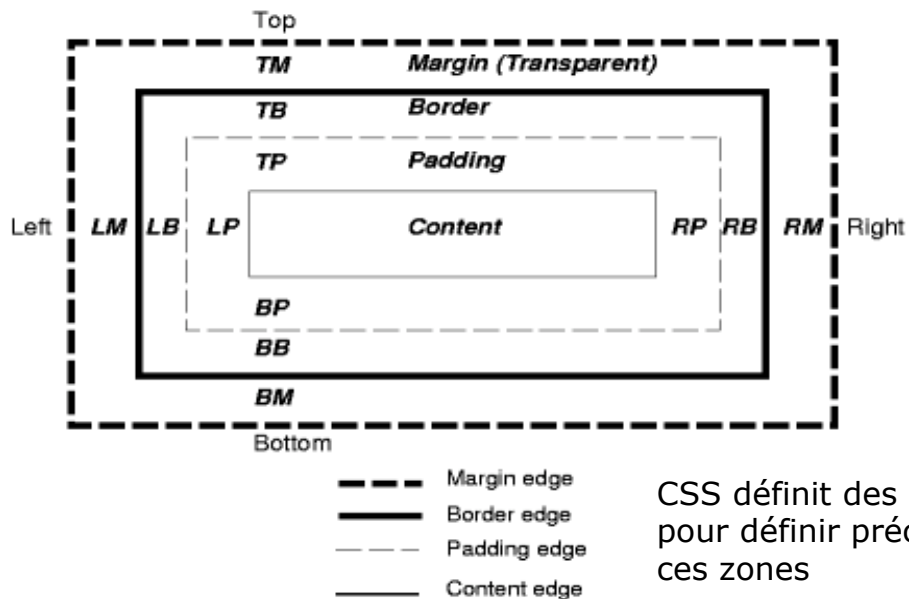 Top
TM Margin (Transparent)
TB Border
TP Padding
Left LM LB LP Content RP RB RM Right
BP
BB
BM
Bottom
Margin edge
Border edge
Padding edge
Content edge
CSS définit des
pour définir
ces zones